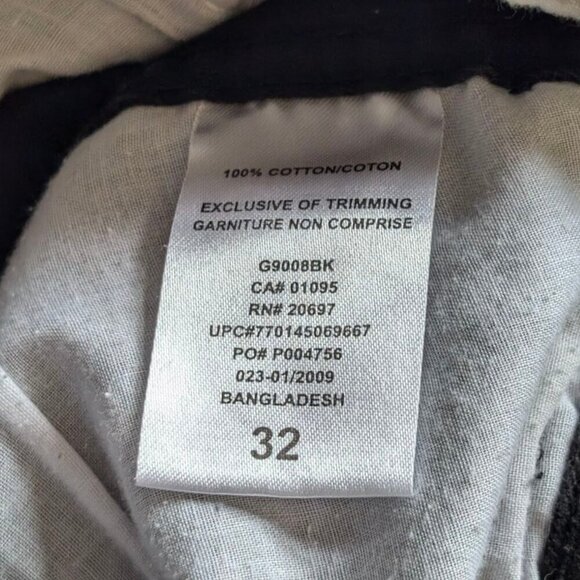 100% COTTON/COTON
EXCLUSIVE OF TRIMMING
GARNITURE NON COMPRISE
G9008BK
CA# 01095
RN# 20697
UPC#770145069667
PO# P004756
023-01/2009
BANGLADESH
32